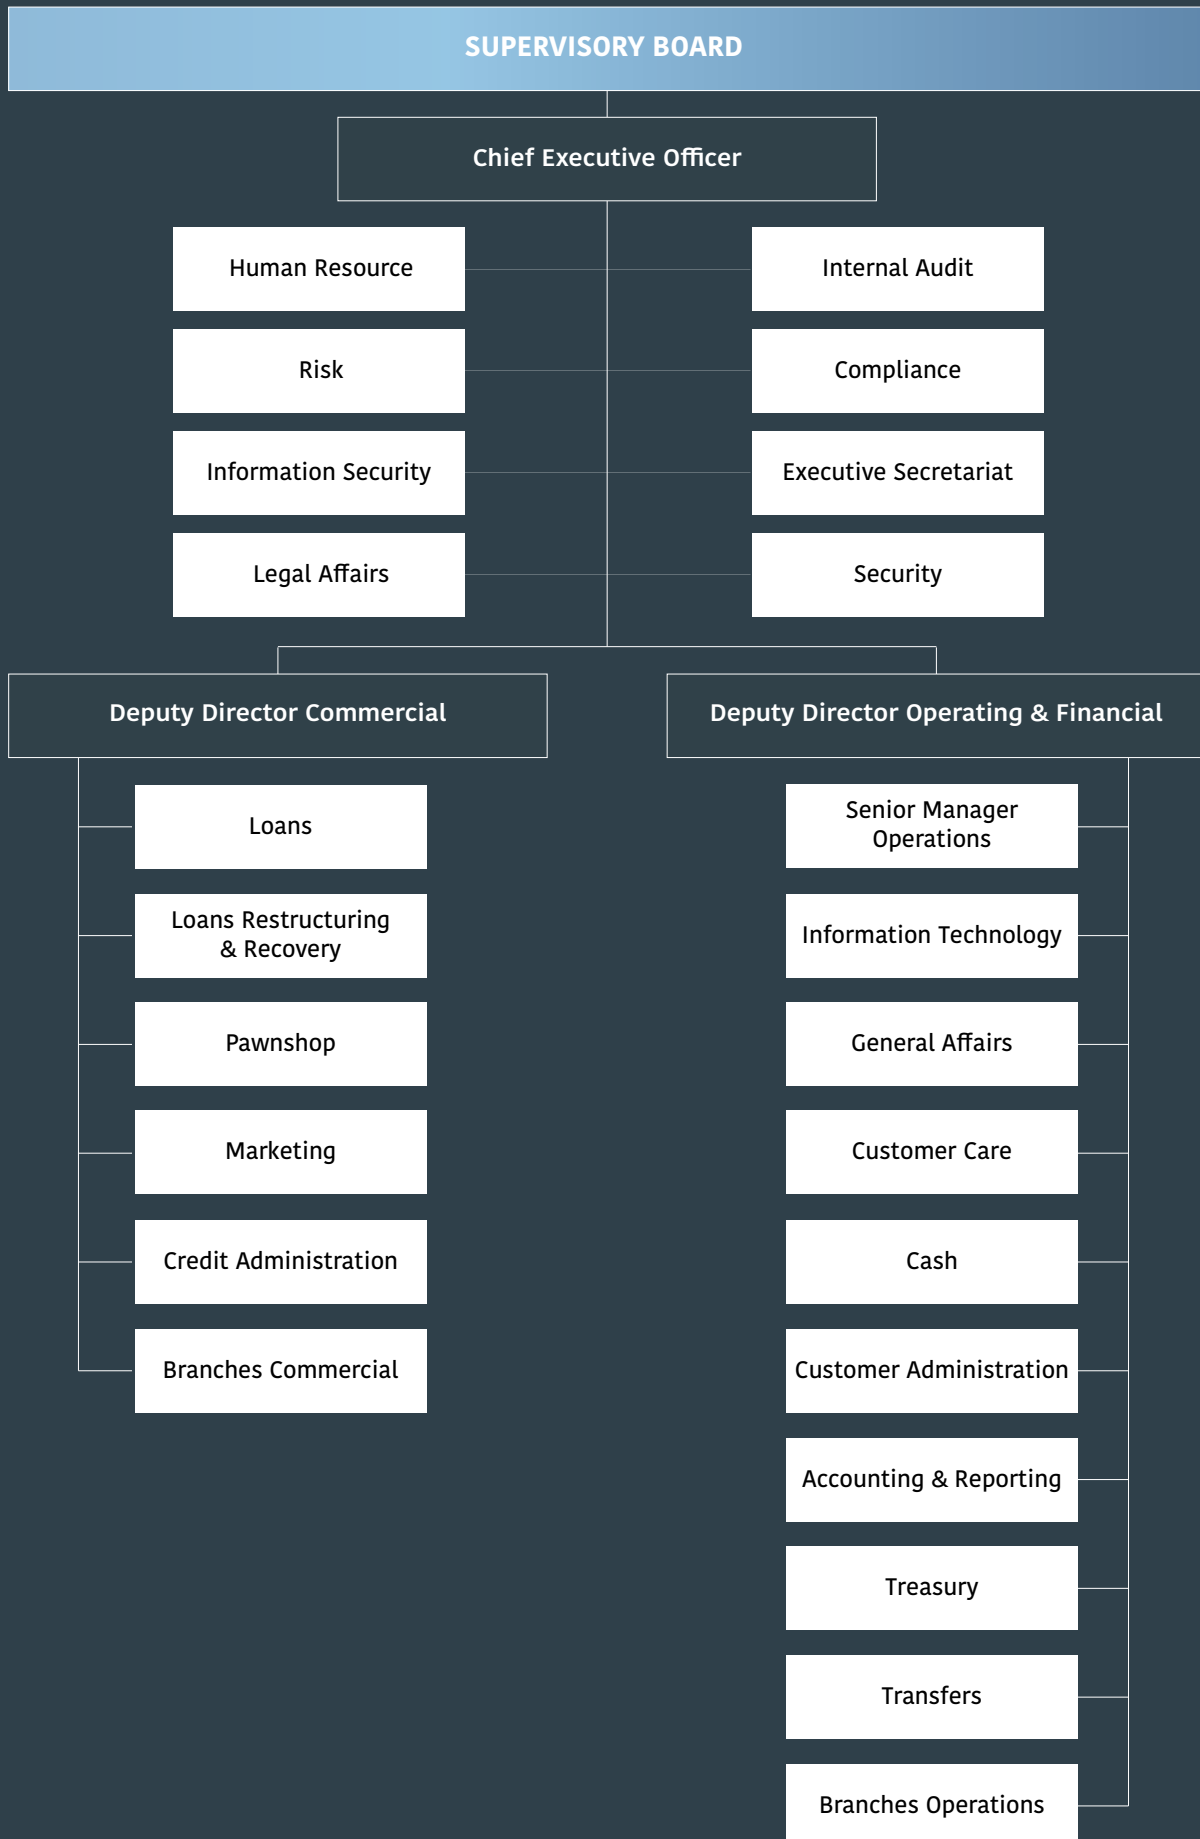 SUPERVISORY BOARD
Chief Executive Officer
Human Resource
Internal Audit
Risk
Compliance
Information Security
Executive Secretariat
Legal Affairs
Security
Deputy Director Commercial
Deputy Director Operating & Financial
Loans
Loans Restructuring
& Recovery
Pawnshop
Marketing
Credit Administration
Branches Commercial
Senior Manager
Operations
Information Technology
General Affairs
Customer Care
Cash
Customer Administration
Accounting & Reporting
Treasury
Transfers
Branches Operations